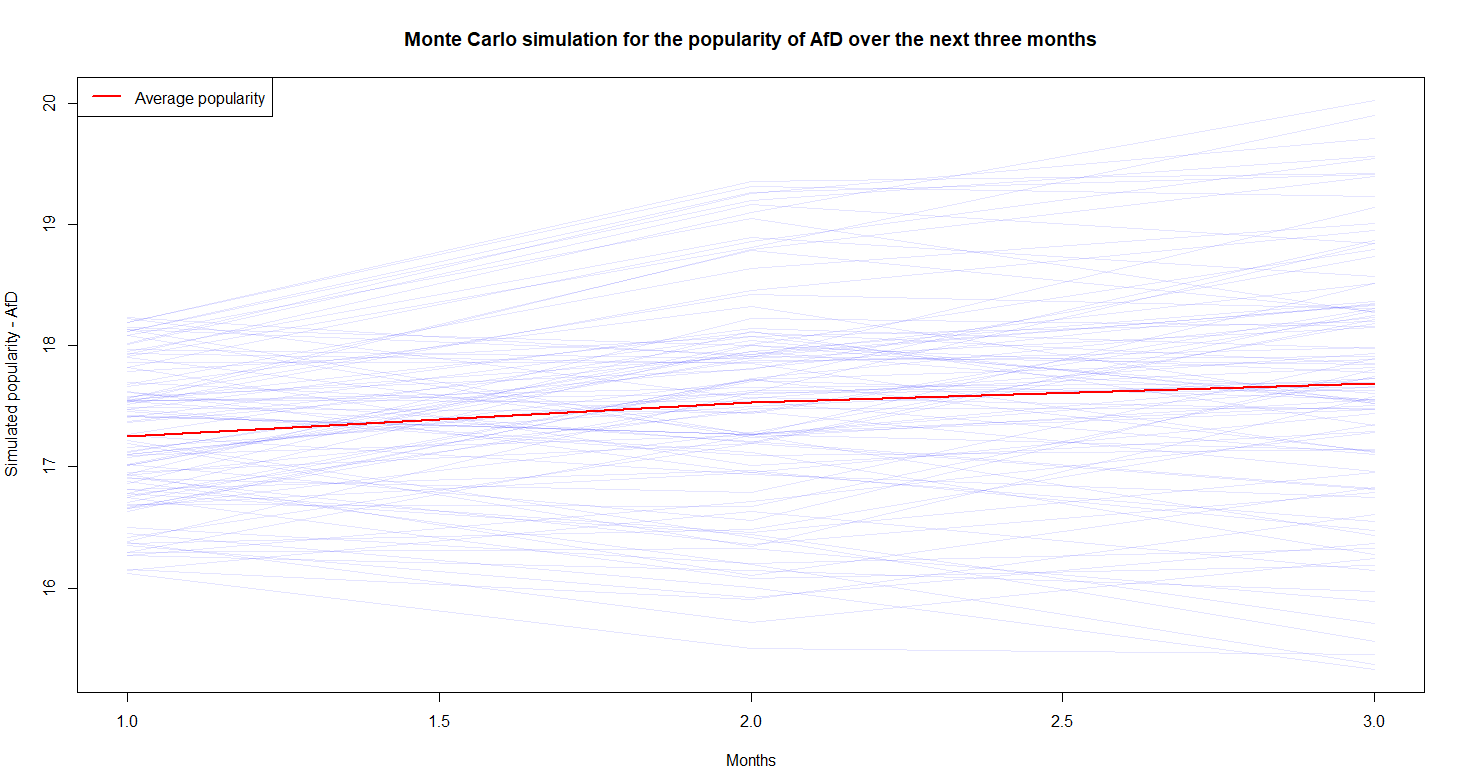 Monte Carlo simulation for the popularity of AfD over the next three months
Average popularity
Simulated popularity - AfD
20
19
18
17
16
1.0 1.5 2.0 2.5 3.0
Months